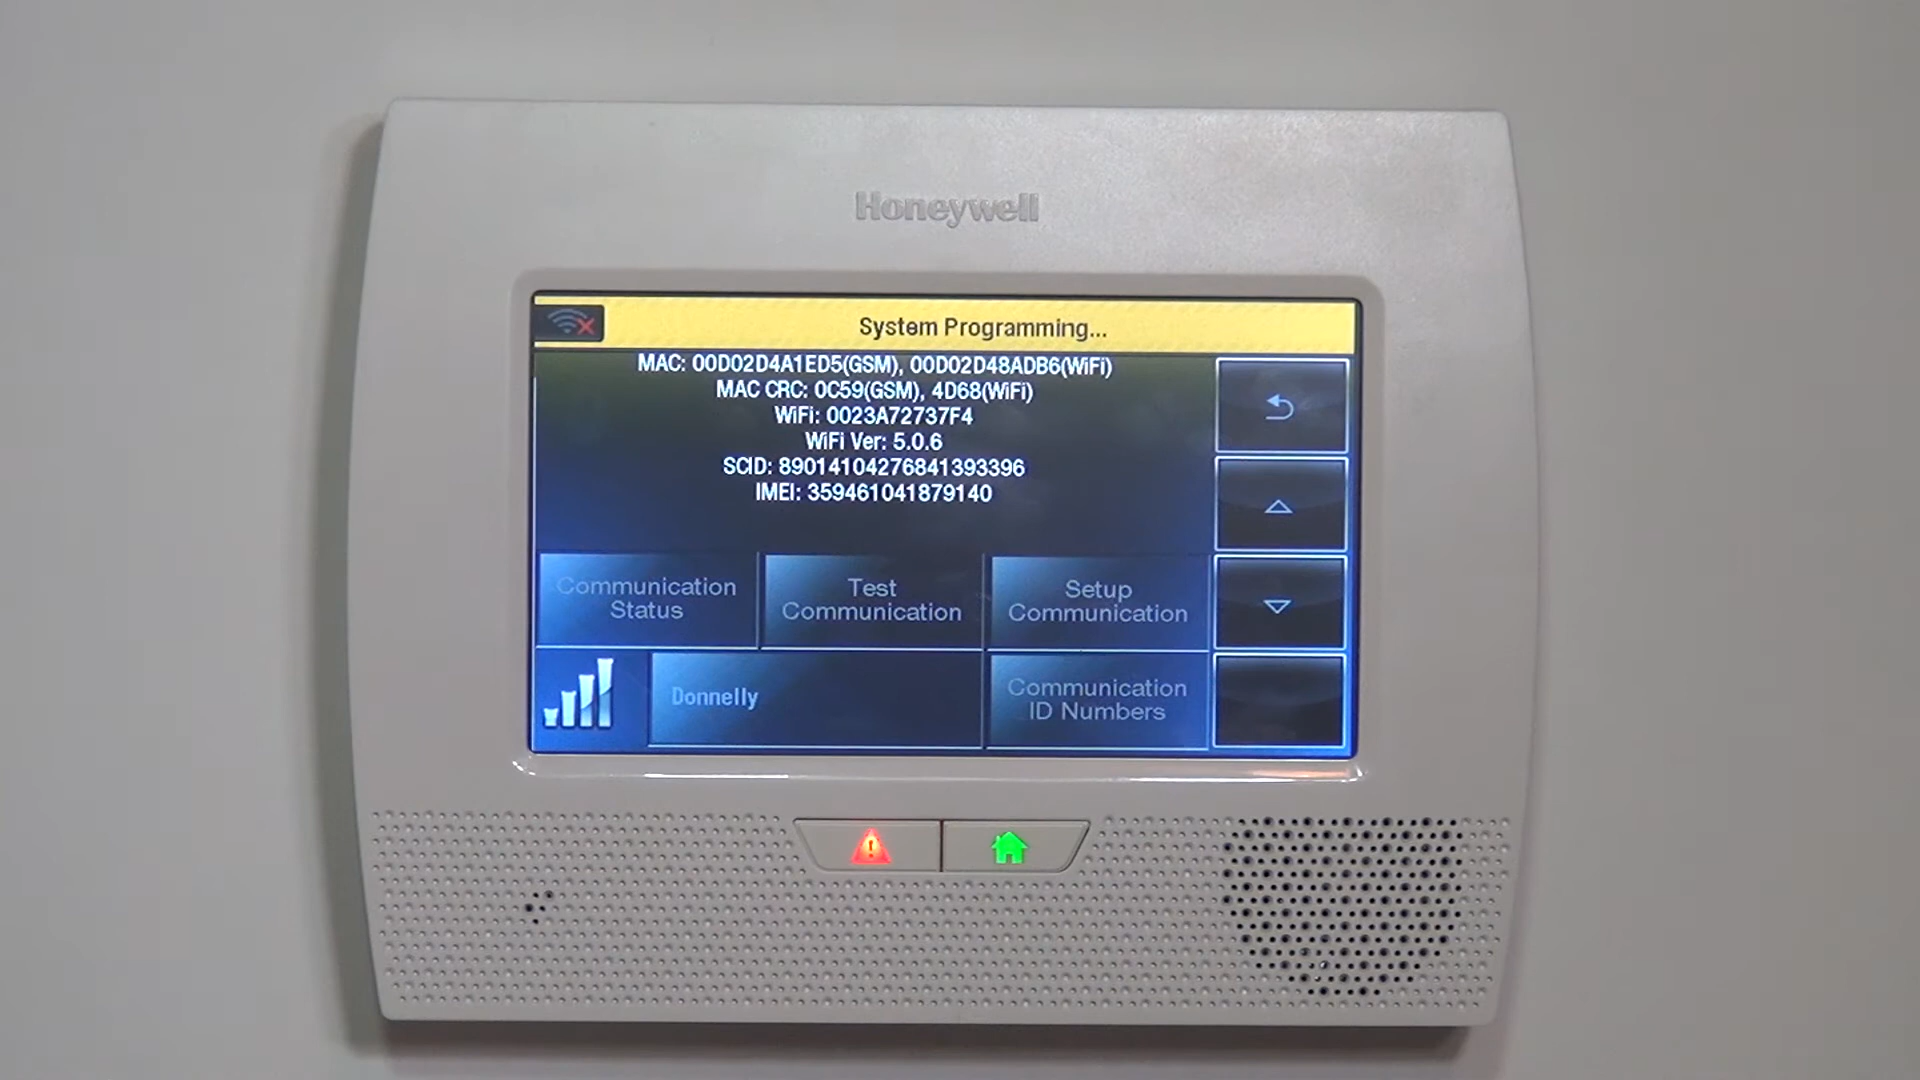 Honeywell
System Programming...
MAC: 00D02D4A1ED5(GSM), 00D02D48ADB6(WiFi)
MAC CRC: 0C59(GSM), 4D68(WiFi)
WiFi: 0023A72737F4
WiFi Ver: 5.0.6
SCID: 89014104276841393396
IMEI: 359461041879140
Communication
Status
Test
Communication
Setup
Communication
Donnelly
Communication
ID Numbers